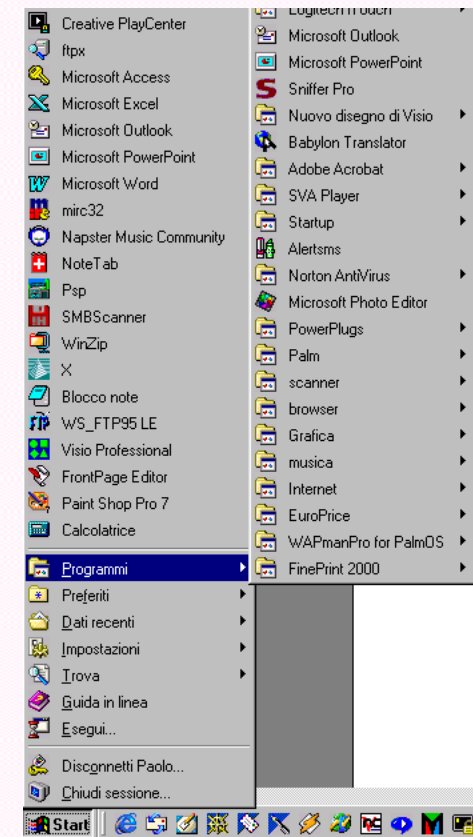 Creative PlayCenter
ftpx
Microsoft Access
Microsoft Excel
Microsoft Outlook
Microsoft PowerPoint
Microsoft Word
mirc32
Napster Music Community
NoteTab
Psp
SMBScanner
WinZip
X
Blocco note
WS_FTP95 LE
Visio Professional
FrontPage Editor
Paint Shop Pro 7
Calcolatrice
Programmi
Preferiti
Dati recenti
Impostazioni
Trova
Guida in linea
Esegui...
Disconnetti Paolo...
Chiudi sessione...
Start
Logitech iTouch
Microsoft Outlook
Microsoft PowerPoint
Sniffer Pro
Nuovo disegno di Visio
Babylon Translator
Adobe Acrobat
SVA Player
Startup
Alertsms
Norton AntiVirus
Microsoft Photo Editor
PowerPlugs
Palm
scanner
browser
Grafica
musica
Internet
EuroPrice
WAPmanPro for PalmOS
FinePrint 2000